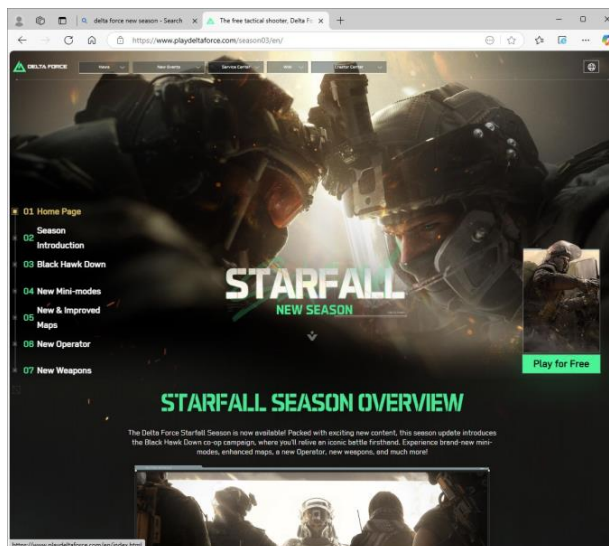 delta force new season - Search
The free tactical shooter, Delta Fo
https://www.playdeltaforce.com/season03/en/
DELTA FORCE
News
New Events
Service Center
Creator Center
01 Home Page
02 Season
Introduction
03 Black Hawk Down
04 New Mini-modes
05 New & Improved
Maps
06 New Operator
07 New Weapons
STARFALL
NEW SEASON
Play for Free
STARFALL SEASON OVERVIEW
The Delta Force Starfall Season is now available! Packed with exciting new content, this season update introduces
the Black Hawk Down co-op campaign, where you'll relive an iconic battle firsthand. Experience brand-new mini-
modes, enhanced maps, a new Operator, new weapons, and much more!
https://www.playdeltaforce.com/en/index.html